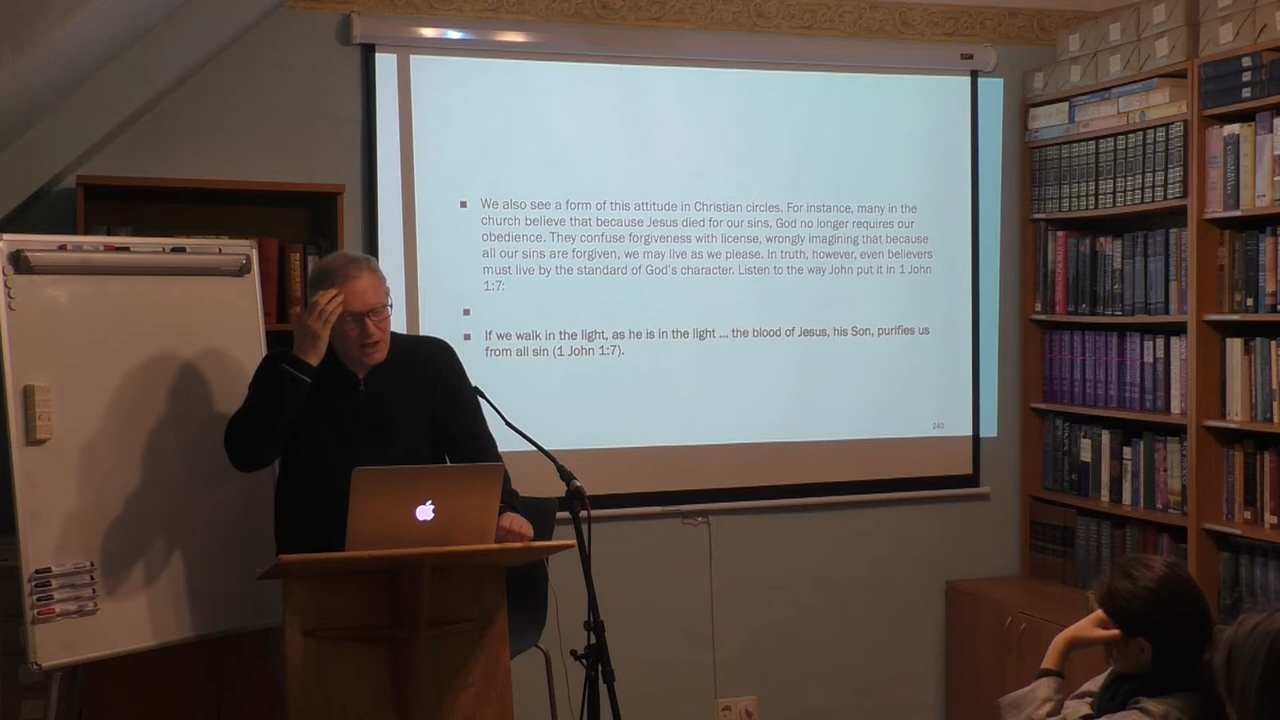 We also see a form of this attitude in Christian circles. For instance, many in the
church believe that because Jesus died for our sins, God no longer requires our
obedience. They confuse forgiveness with license, wrongly imagining that because
all our sins are forgiven, we may live as we please. In truth, however, even believers
must live by the standard of God's character. Listen to the way John put it in 1 John
1:7:
If we walk in the light, as he is in the light ... the blood of Jesus, his Son, purifies us
from all sin (1 John 1:7).
240